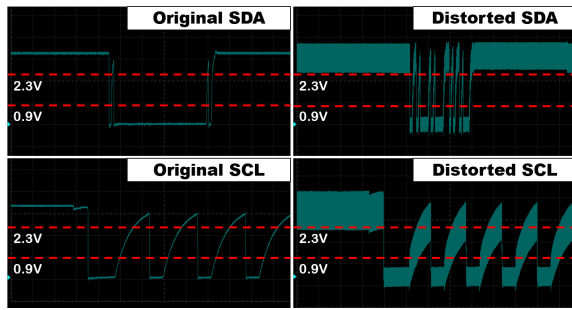 Original SDA
2.3V
0.9V
Distorted SDA
2.3V
0.9V
Original SCL
2.3V
0.9V
Distorted SCL
2.3V
0.9V